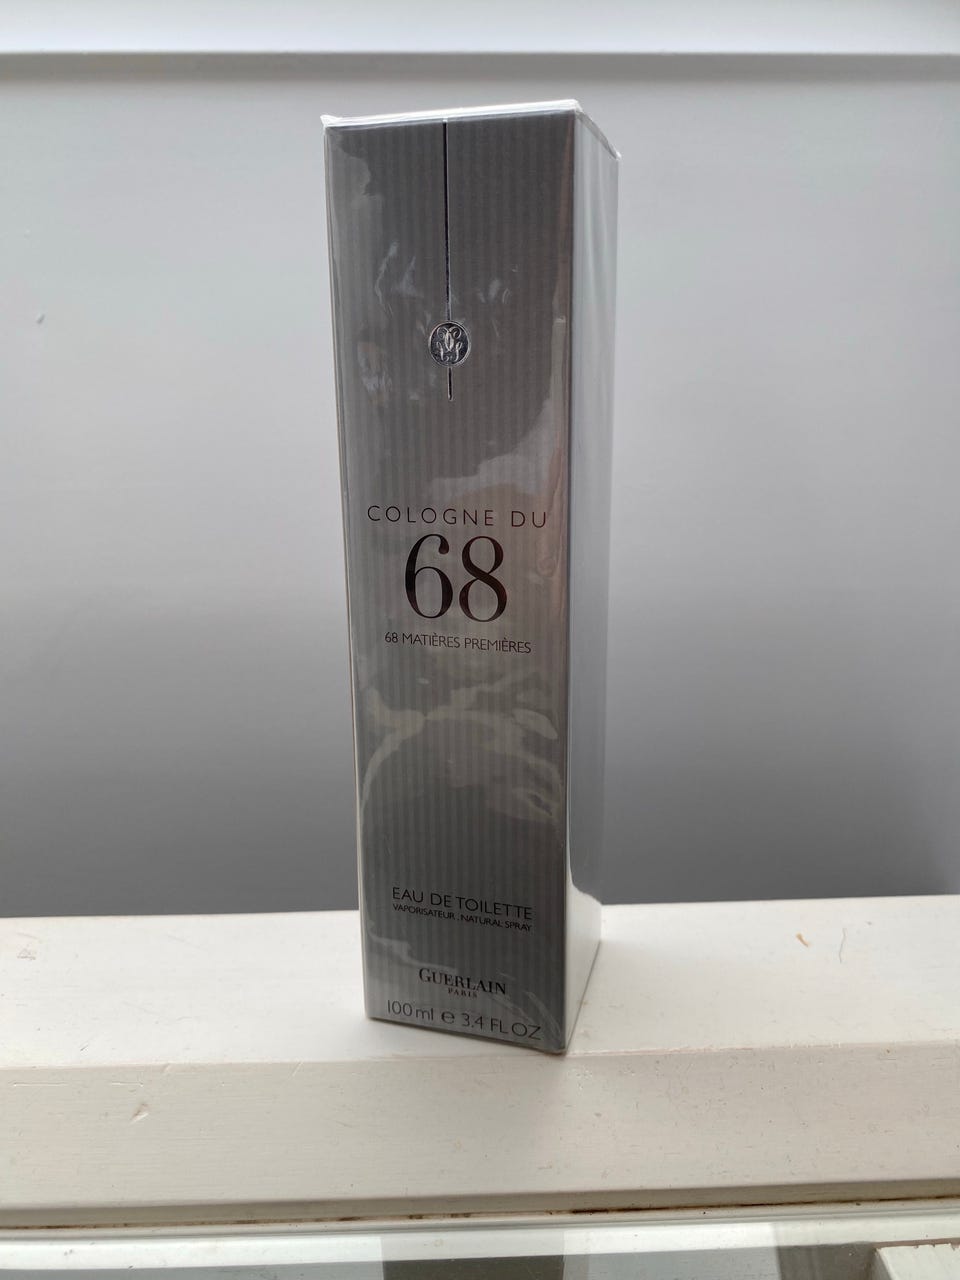 COLOGNE DU
68
68 MATIÈRES PREMIÈRES
EAU DE TOILETTE
VAPORISATEUR . NATURAL SPRAY
GUERLAIN
PARIS
100 ml ℮ 3.4 FL OZ